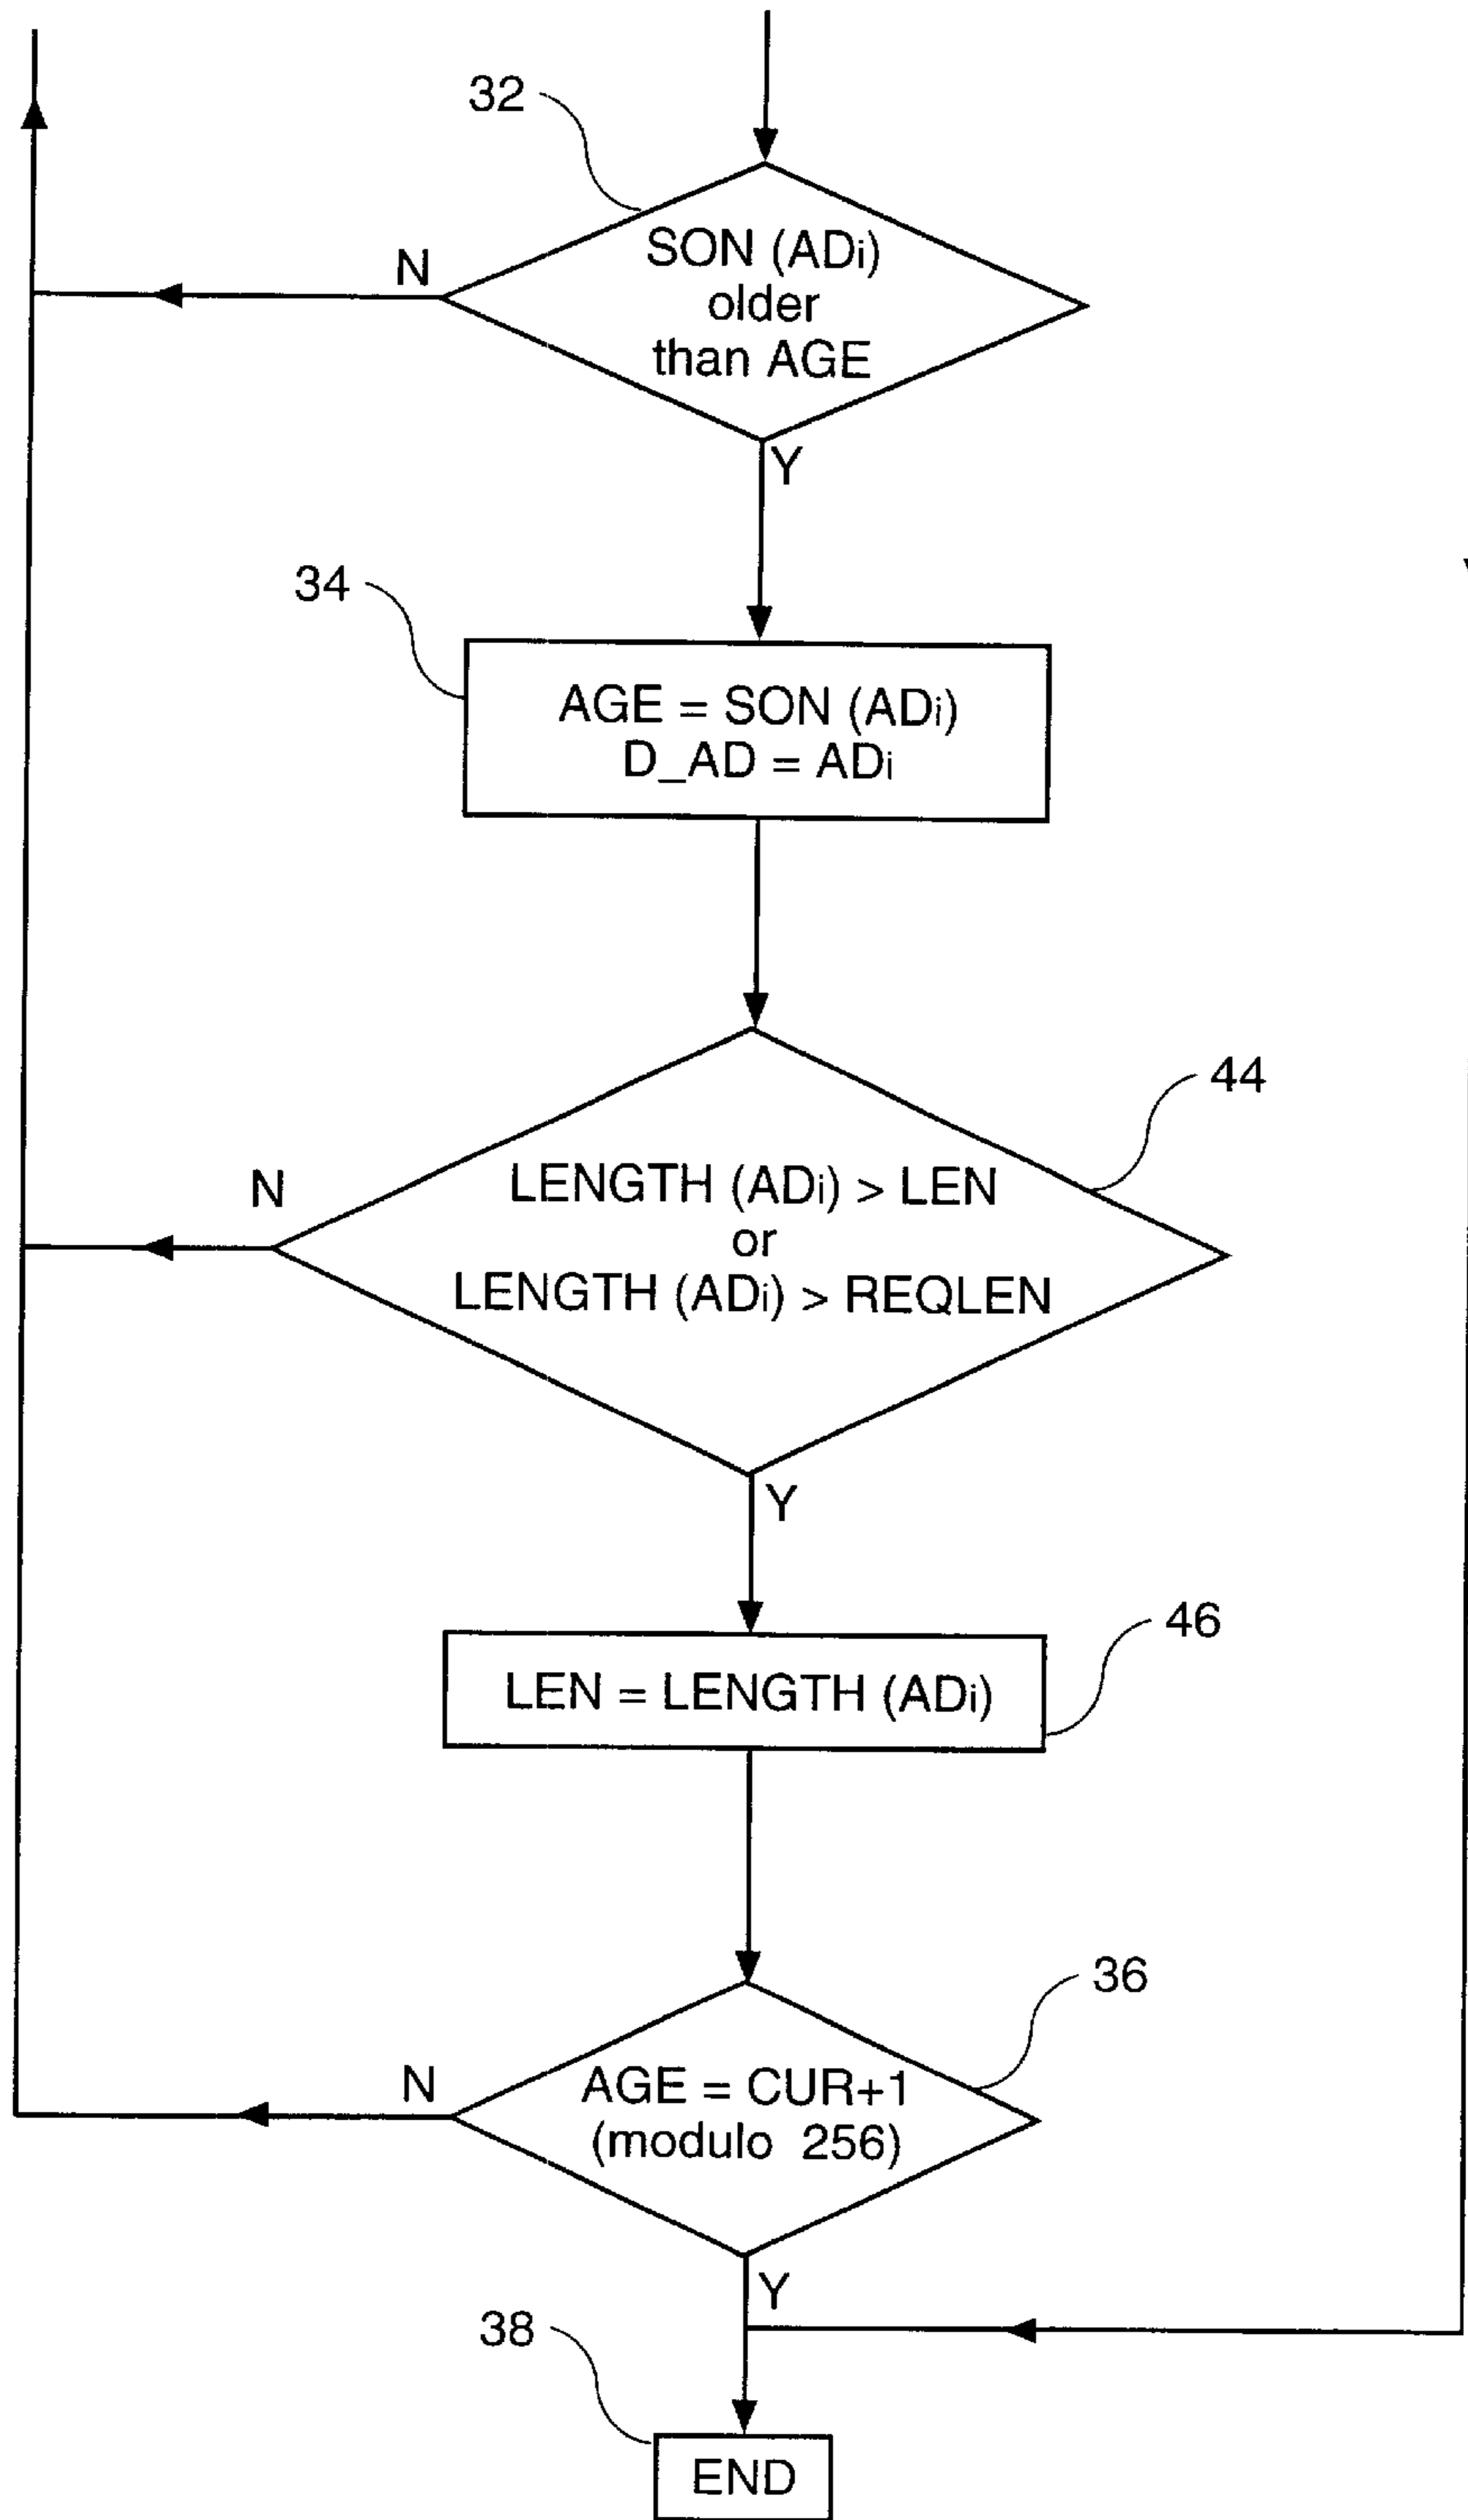 32
N
SON (ADi)
older
than AGE
Y
34
AGE = SON (ADi)
D_AD = ADi
44
N
LENGTH (ADi) > LEN
or
LENGTH (ADi) > REQLEN
Y
46
LEN = LENGTH (ADi)
36
N
AGE = CUR+1
(modulo 256)
Y
38
END